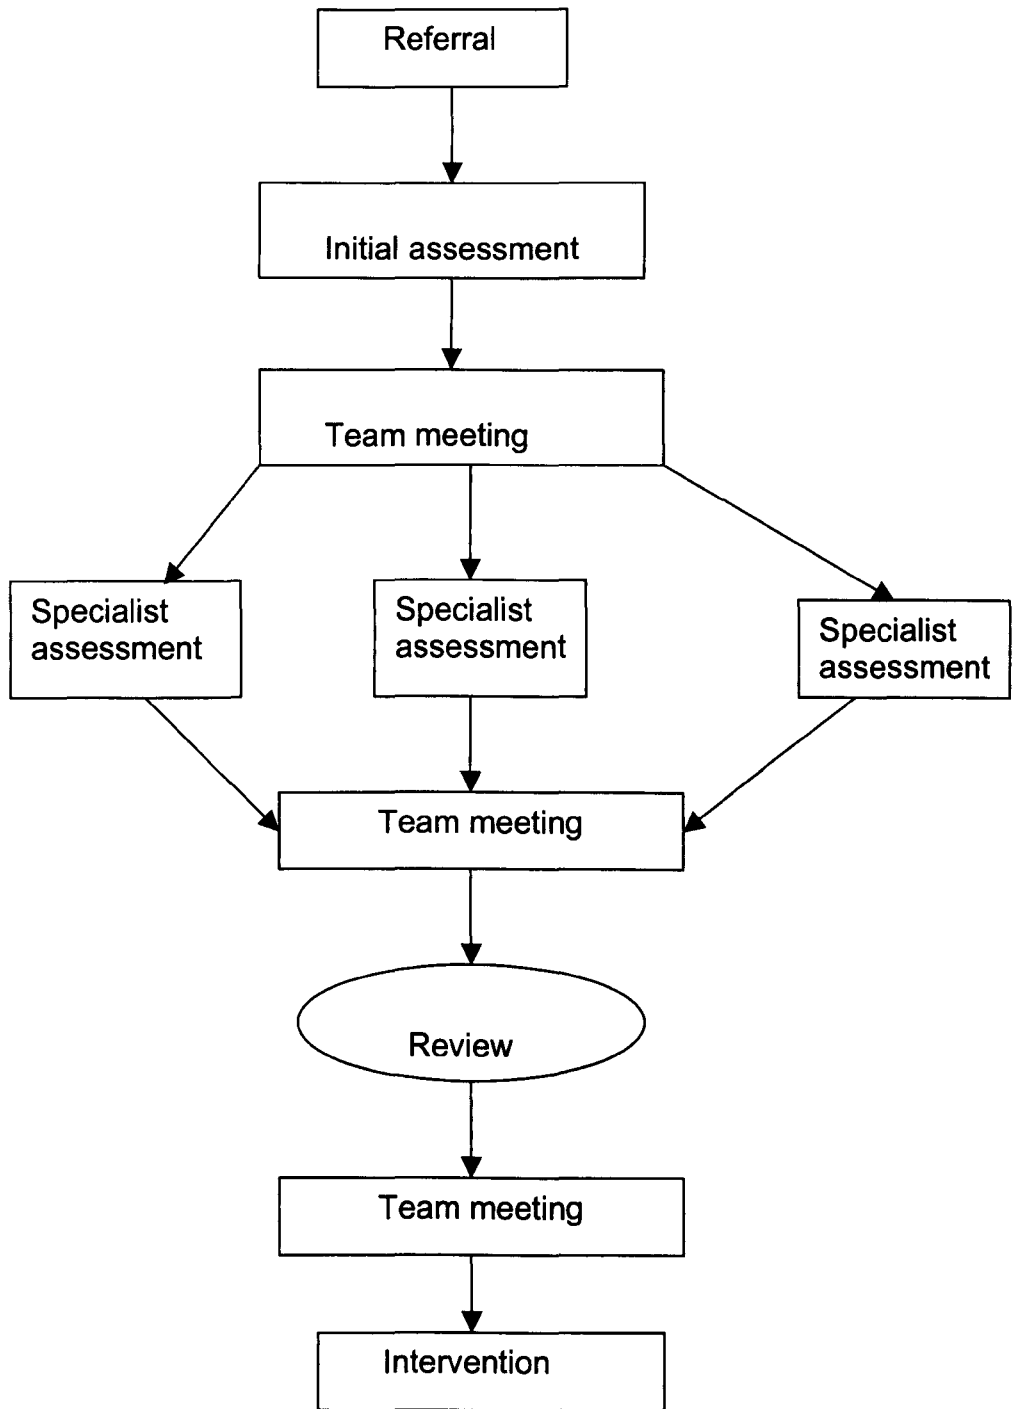 Referral
Initial assessment
Team meeting
Specialist
assessment
Specialist
assessment
Specialist
assessment
Team meeting
Review
Team meeting
Intervention